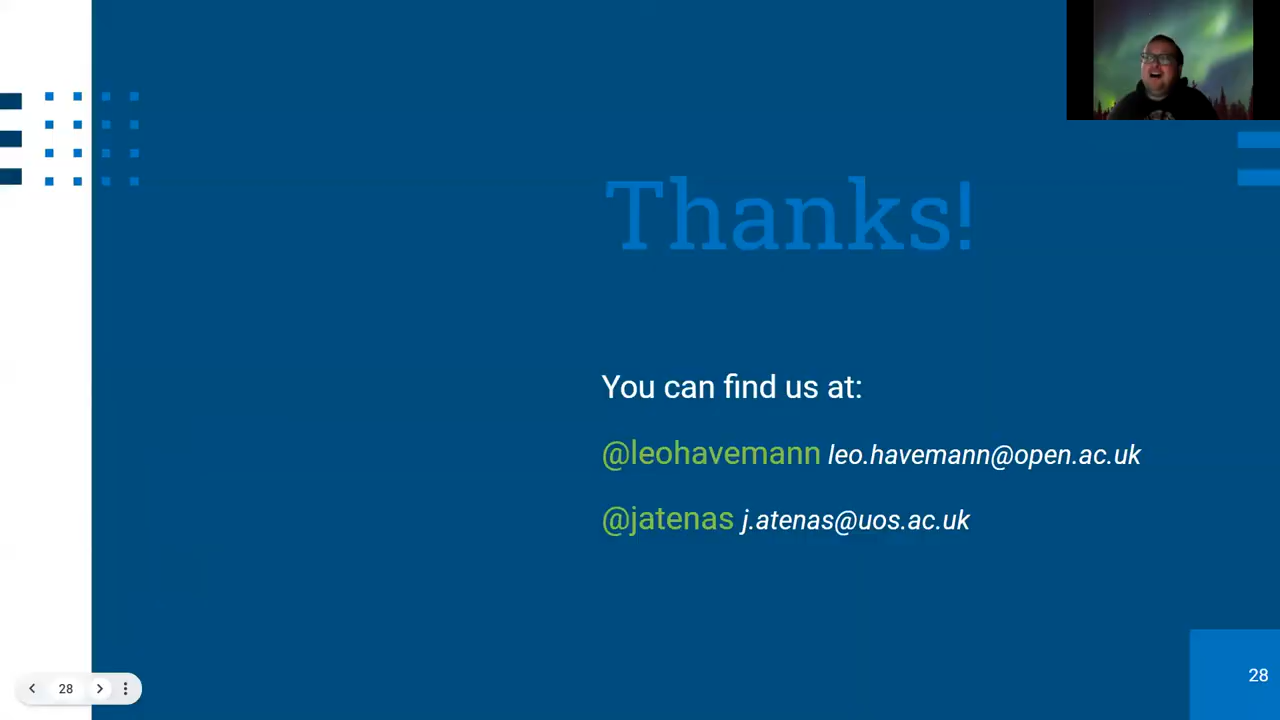 Thanks!
You can find us at:
@leohavemann leo.havemann@open.ac.uk
@jatenas j.atenas@uos.ac.uk
28
28